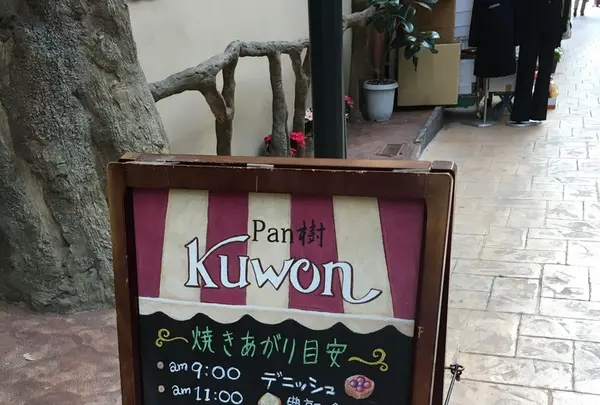 Pan樹
Kuwon
焼きあがり目安
am 9:00 デニッシュ
am 11:00